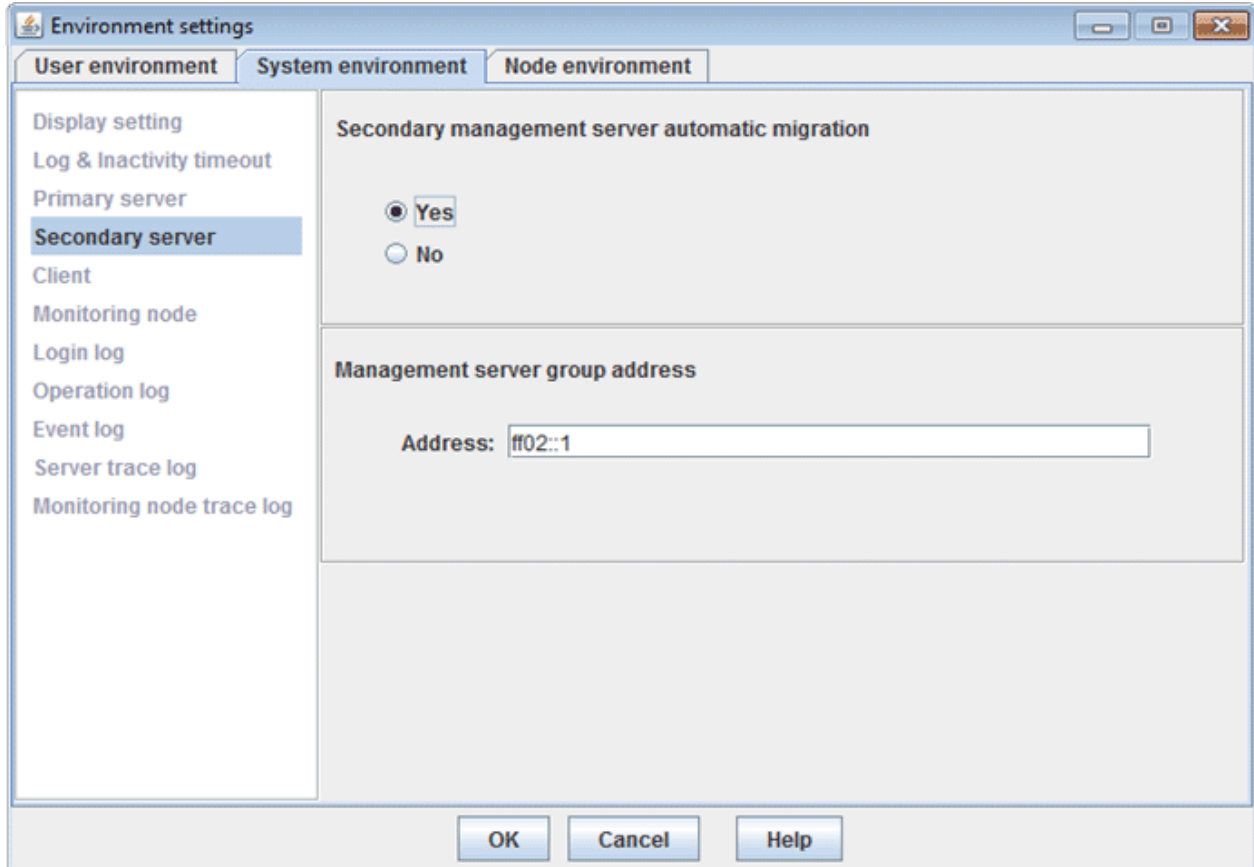 Environment settings
User environment System environment Node environment
Display setting
Log & Inactivity timeout
Primary server
Secondary server
Client
Monitoring node
Login log
Operation log
Event log
Server trace log
Monitoring node trace log
Secondary management server automatic migration
Yes
No
Management server group address
Address: ff02::1
OK Cancel Help